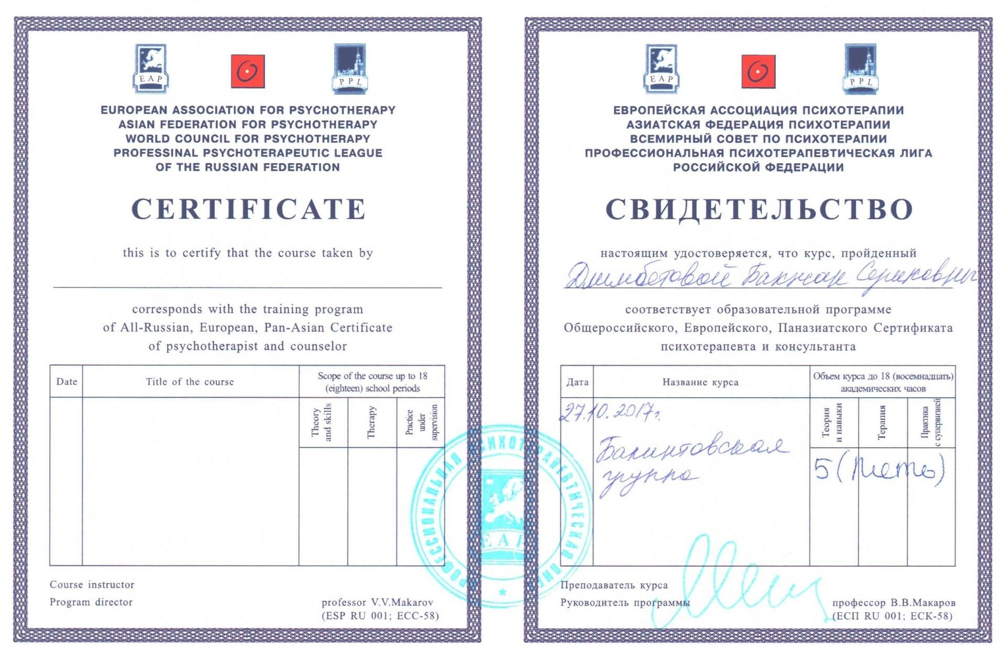 EAP
PPL
EUROPEAN ASSOCIATION FOR PSYCHOTHERAPY
ASIAN FEDERATION FOR PSYCHOTHERAPY
WORLD COUNCIL FOR PSYCHOTHERAPY
PROFESSINAL PSYCHOTERAPEUTIC LEAGUE
OF THE RUSSIAN FEDERATION
CERTIFICATE
this is to certify that the course taken by
corresponds with the training program
of All-Russian, European, Pan-Asian Certificate
of psychotherapist and counselor
Date
Title of the course
Scope of the course up to 18
(eighteen) school periods
Theory
and skills
Therapy
Practice
under
supervision
Course instructor
Program director
professor V.V.Makarov
(ESP RU 001; ECC-58)
EAP
PPL
ЕВРОПЕЙСКАЯ АССОЦИАЦИЯ ПСИХОТЕРАПИИ
АЗИАТСКАЯ ФЕДЕРАЦИЯ ПСИХОТЕРАПИИ
ВСЕМИРНЫЙ СОВЕТ ПО ПСИХОТЕРАПИИ
ПРОФЕССИОНАЛЬНАЯ ПСИХОТЕРАПЕВТИЧЕСКАЯ ЛИГА
РОССИЙСКОЙ ФЕДЕРАЦИИ
СВИДЕТЕЛЬСТВО
настоящим удостоверяется, что курс, пройденный
Длимбетовой Бакжан Сериковны
соответствует образовательной программе
Общероссийского, Европейского, Паназиатского Сертификата
психотерапевта и консультанта
Дата
Название курса
Объем курса до 18 (восемнадцать)
академических часов
Теория
и навыки
Терапия
Практика
с супервизией
27.10.2017г.
Балинтовская
группа
5 (пять)
Преподаватель курса
Руководитель программы
профессор В.В.Макаров
(ЕСП RU 001; ЕСК-58)
ПРОФЕССИОНАЛЬНАЯ ПСИХОТЕРАПЕВТИЧЕСКАЯ
EAP